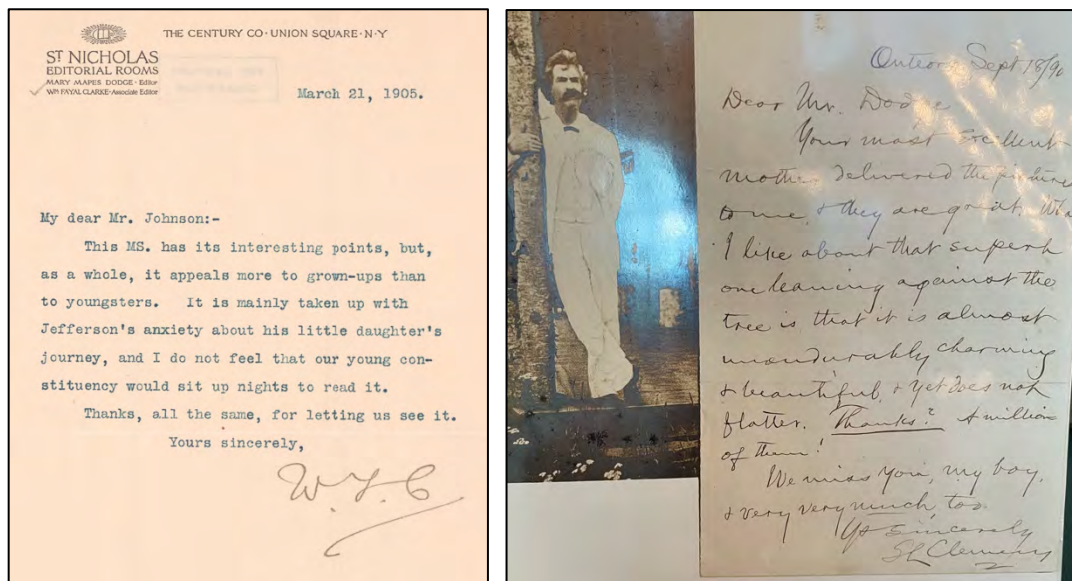 THE CENTURY CO·UNION SQUARE·N·Y
ST NICHOLAS
EDITORIAL ROOMS
MARY MAPES DODGE - Editor
WM FAYAL CLARKE - Associate Editor
March 21, 1905.
My dear Mr. Johnson:-
This MS. has its interesting points, but,
as a whole, it appeals more to grown-ups than
to youngsters. It is mainly taken up with
Jefferson's anxiety about his little daughter's
journey, and I do not feel that our young con-
stituency would sit up nights to read it.
Thanks, all the same, for letting us see it.
Yours sincerely,
W. F. C
Onteora Sept 18/90
Dear Mr. Dodge
Your most excellent
mother delivered the pictures
to me, & they are great. What
I like about that superb
one leaning against the
tree is that it is almost
unendurably charming
& beautiful, & yet does not
flatter. Thanks? A million
of them!
We miss you, my boy,
& very very much, too.
Ys sincerely
SL Clemens